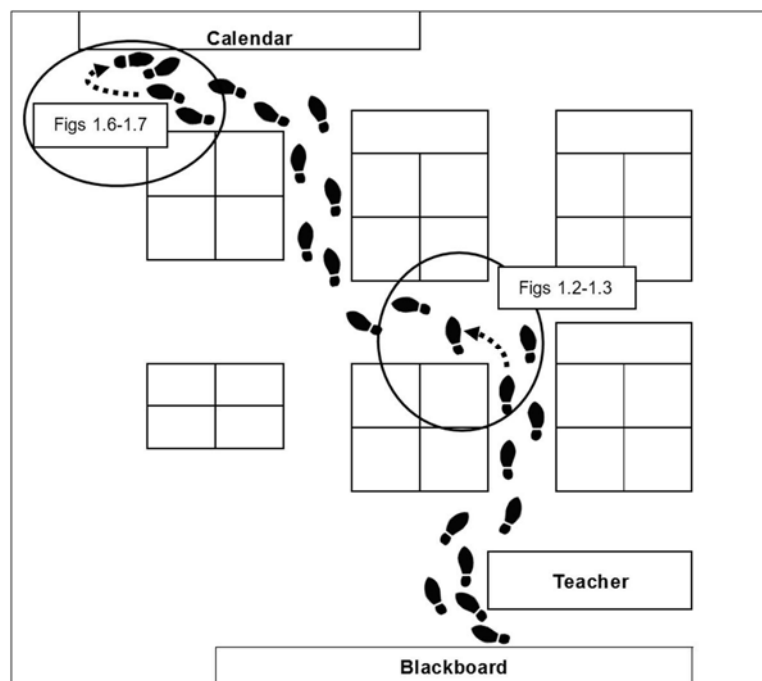 Calendar
Figs 1.6-1.7
Figs 1.2-1.3
Teacher
Blackboard